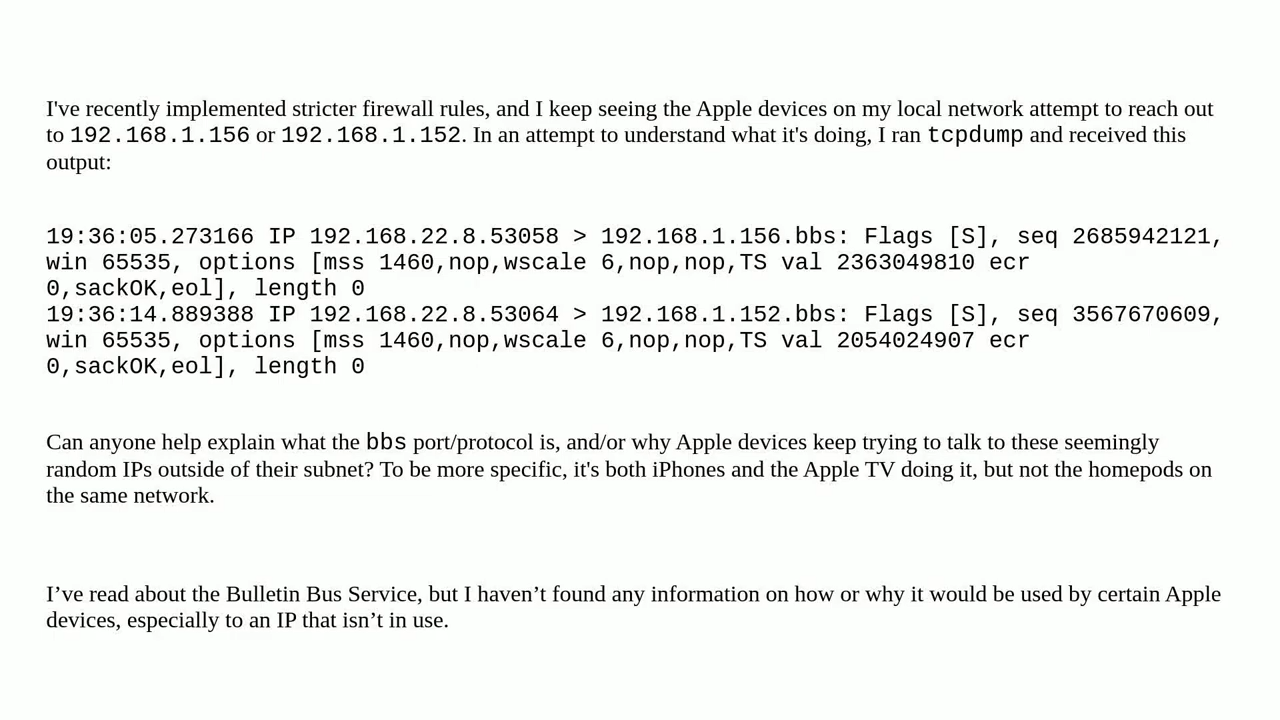 I've recently implemented stricter firewall rules, and I keep seeing the Apple devices on my local network attempt to reach out
to 192.168.1.156 or 192.168.1.152. In an attempt to understand what it's doing, I ran tcpdump and received this
output:
19:36:05.273166 IP 192.168.22.8.53058 > 192.168.1.156.bbs: Flags [S], seq 2685942121,
win 65535, options [mss 1460,nop,wscale 6,nop,nop,TS val 2363049810 ecr
0,sackOK,eol], length 0
19:36:14.889388 IP 192.168.22.8.53064 > 192.168.1.152.bbs: Flags [S], seq 3567670609,
win 65535, options [mss 1460,nop,wscale 6,nop,nop,TS val 2054024907 ecr
0,sackOK,eol], length 0
Can anyone help explain what the bbs port/protocol is, and/or why Apple devices keep trying to talk to these seemingly
random IPs outside of their subnet? To be more specific, it's both iPhones and the Apple TV doing it, but not the homepods on
the same network.
I’ve read about the Bulletin Bus Service, but I haven’t found any information on how or why it would be used by certain Apple
devices, especially to an IP that isn’t in use.